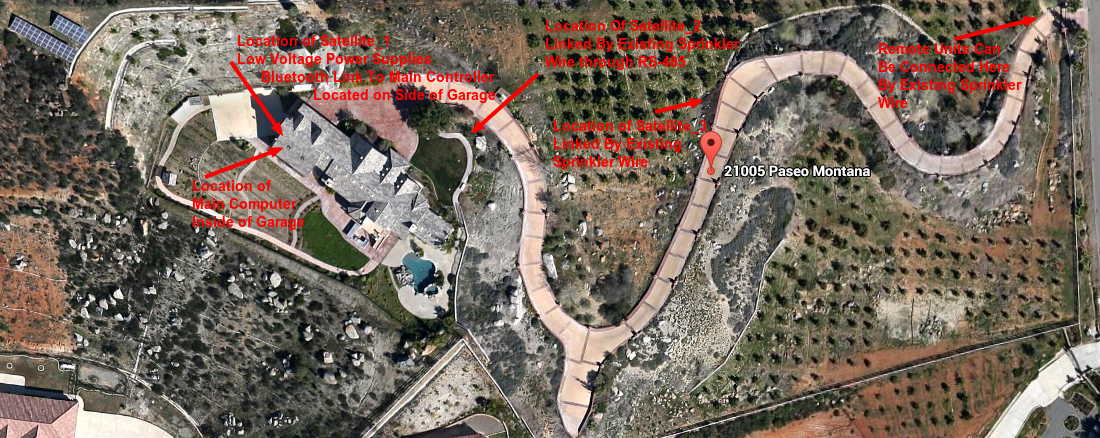 Location of Satellite_1
Low Voltage Power Supplies
Bluetooth Link To Main Controller
Located on Side of Garage
Location Of Satellite_2
Linked By Existing Sprinkler
Wire through RS-485
Remote Units Can
Be Connected Here
By Existing Sprinkler
Wire
Location of Satellite_3
Linked By Existing
Sprinkler Wire
21005 Paseo Montana
Location of
Main Computer
Inside of Garage